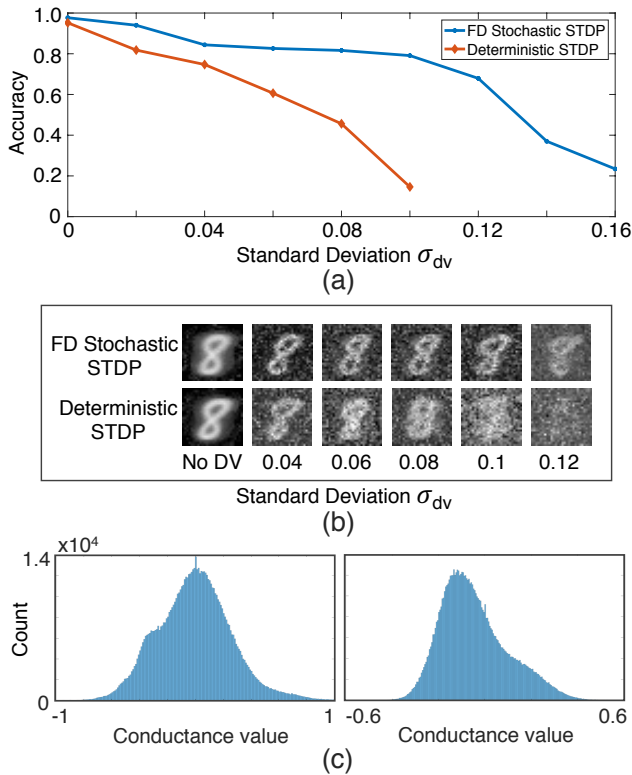 1
0.8
0.6
0.4
0.2
0
Accuracy
FD Stochastic STDP
Deterministic STDP
0 0.04 0.08 0.12 0.16
Standard Deviation σdv
(a)
FD Stochastic
STDP
Deterministic
STDP
No DV 0.04 0.06 0.08 0.1 0.12
Standard Deviation σdv
(b)
x10^4
1.4
Count
0
-1 1
Conductance value
-0.6 0.6
Conductance value
(c)